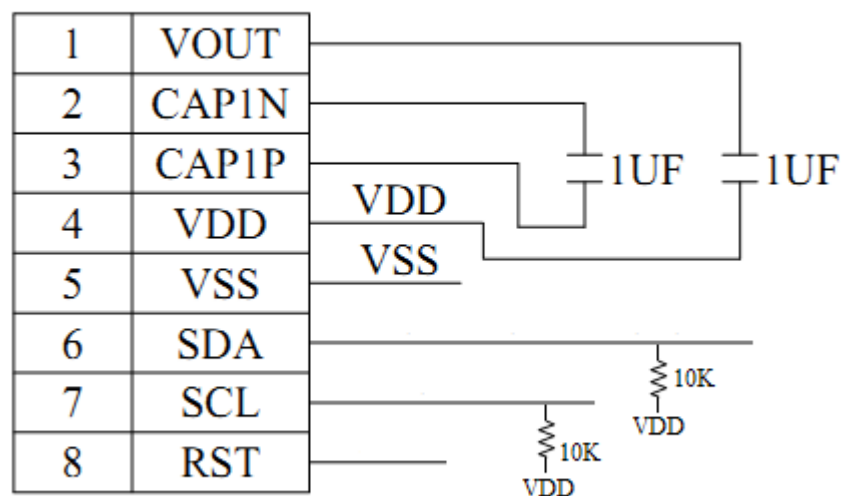 1 VOUT
2 CAP1N
3 CAP1P
1UF
1UF
4 VDD
VDD
5 VSS
VSS
6 SDA
10K
VDD
7 SCL
10K
VDD
8 RST